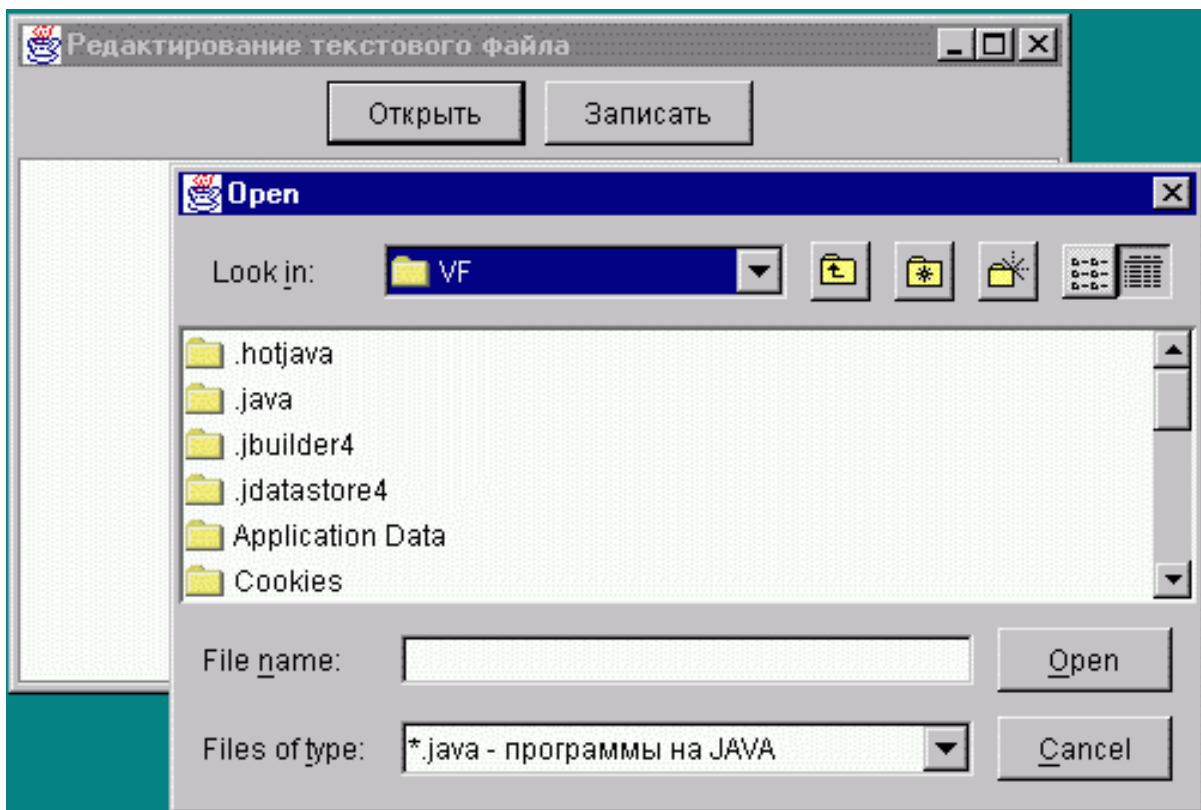 Редактирование текстового файла
Открыть Записать
Open
Look in: VF
.hotjava
.java
.jbuilder4
.jdatastore4
Application Data
Cookies
File name: Open
Files of type: *.java - программы на JAVA Cancel